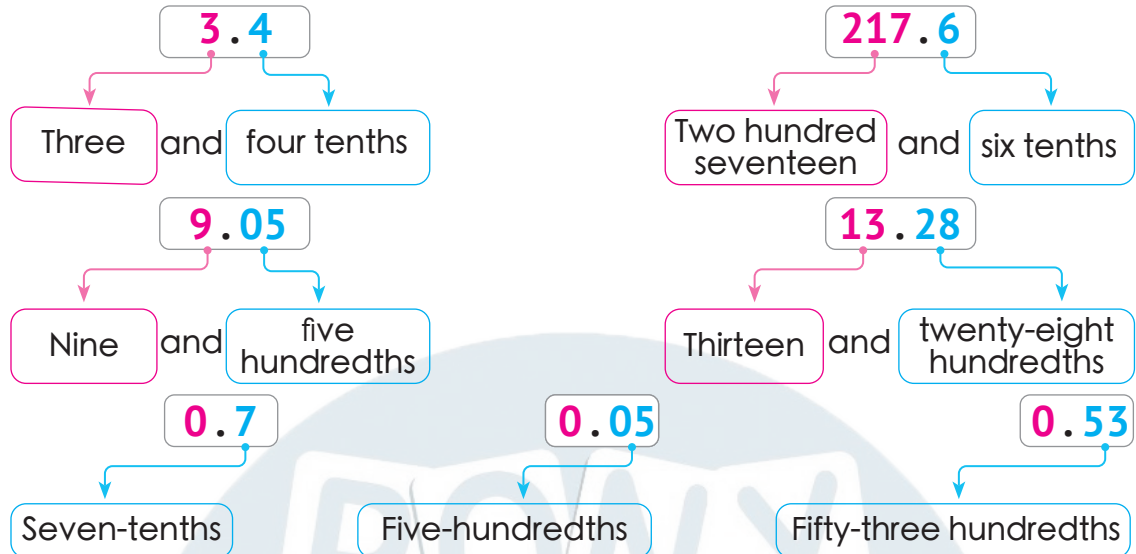 3.4
217.6
Three and four tenths
Two hundred
seventeen and six tenths
9.05
13.28
Nine and five
hundredths
Thirteen and twenty-eight
hundredths
0.7
0.05
0.53
Seven-tenths
Five-hundredths
Fifty-three hundredths
PONY